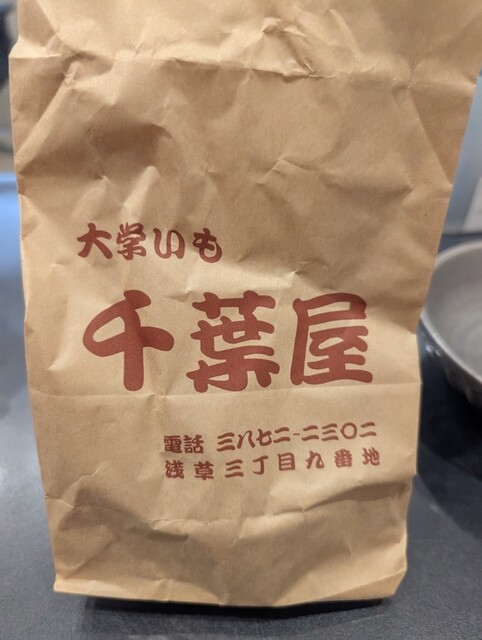 大学いも
千葉屋
電話 三八七二-二三〇二
浅草三丁目九番地